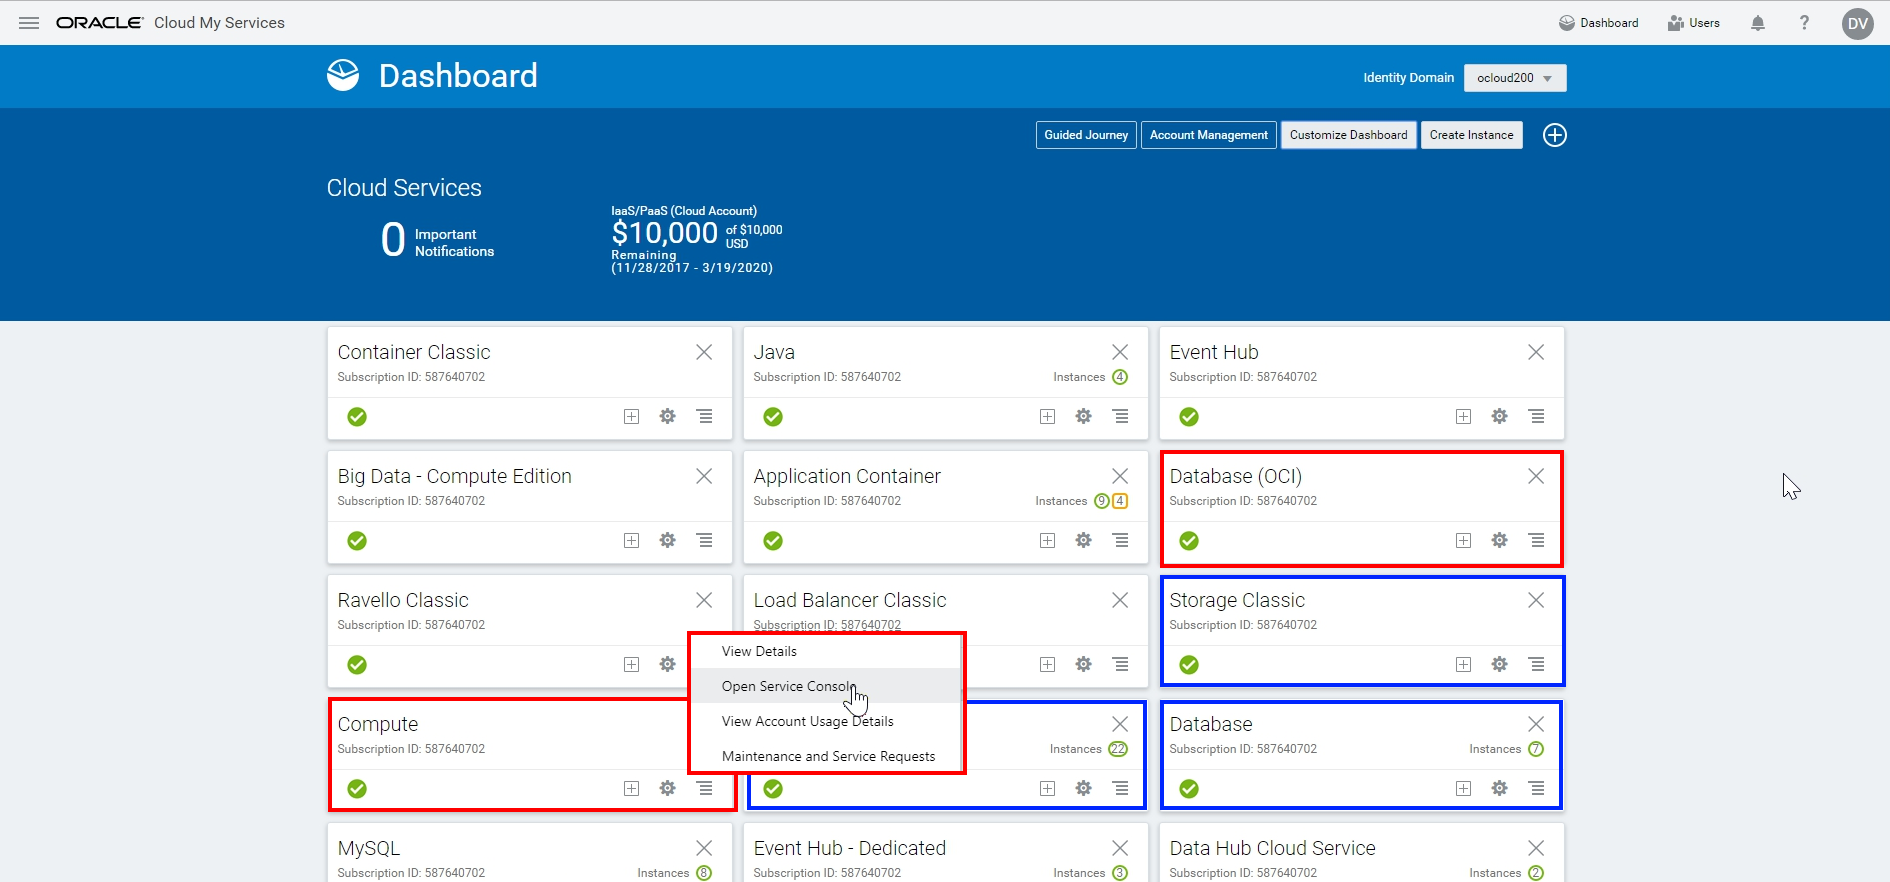 ORACLE Cloud My Services
Dashboard
Users
?
DV
Dashboard
Identity Domain
ocloud200
Guided Journey
Account Management
Customize Dashboard
Create Instance
Cloud Services
0 Important
Notifications
IaaS/PaaS (Cloud Account)
$10,000 of $10,000
USD
Remaining
(11/28/2017 - 3/19/2020)
Container Classic
Subscription ID: 587640702
Java
Subscription ID: 587640702
Instances 4
Event Hub
Subscription ID: 587640702
Big Data - Compute Edition
Subscription ID: 587640702
Application Container
Subscription ID: 587640702
Instances 9 4
Database (OCI)
Subscription ID: 587640702
Ravello Classic
Subscription ID: 587640702
Load Balancer Classic
Subscription ID: 587640702
Storage Classic
Subscription ID: 587640702
View Details
Open Service Console
View Account Usage Details
Maintenance and Service Requests
Compute
Subscription ID: 587640702
Instances 22
Database
Subscription ID: 587640702
Instances 7
MySQL
Subscription ID: 587640702
Instances 8
Event Hub - Dedicated
Subscription ID: 587640702
Instances 3
Data Hub Cloud Service
Subscription ID: 587640702
Instances 2